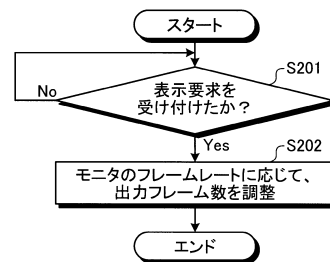 スタート
S201
表示要求を
受け付けたか？
No
Yes
S202
モニタのフレームレートに応じて、
出力フレーム数を調整
エンド